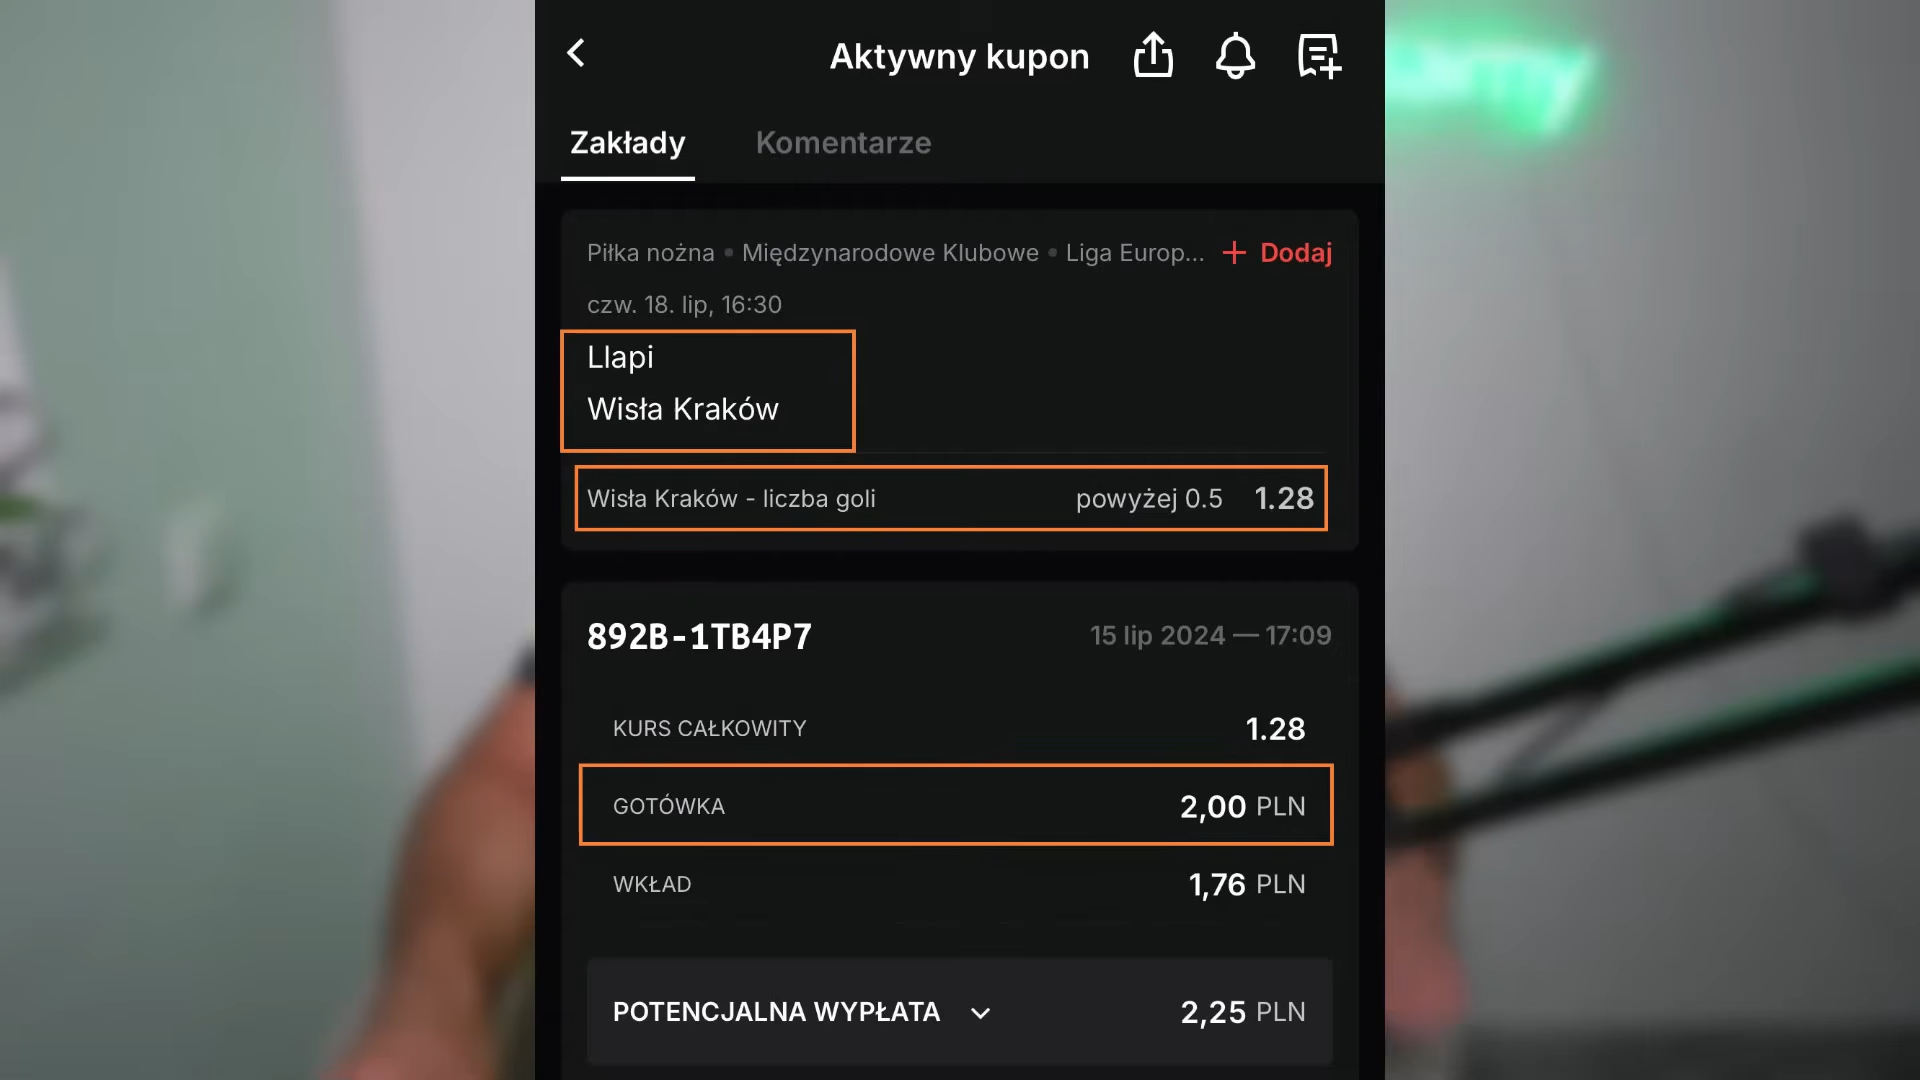 Aktywny kupon
Zakłady Komentarze
Piłka nożna • Międzynarodowe Klubowe • Liga Europ... + Dodaj
czw. 18. lip, 16:30
Llapi
Wisła Kraków
Wisła Kraków - liczba goli powyżej 0.5 1.28
892B-1TB4P7 15 lip 2024 — 17:09
KURS CAŁKOWITY 1.28
GOTÓWKA 2,00 PLN
WKŁAD 1,76 PLN
POTENCJALNA WYPŁATA 2,25 PLN